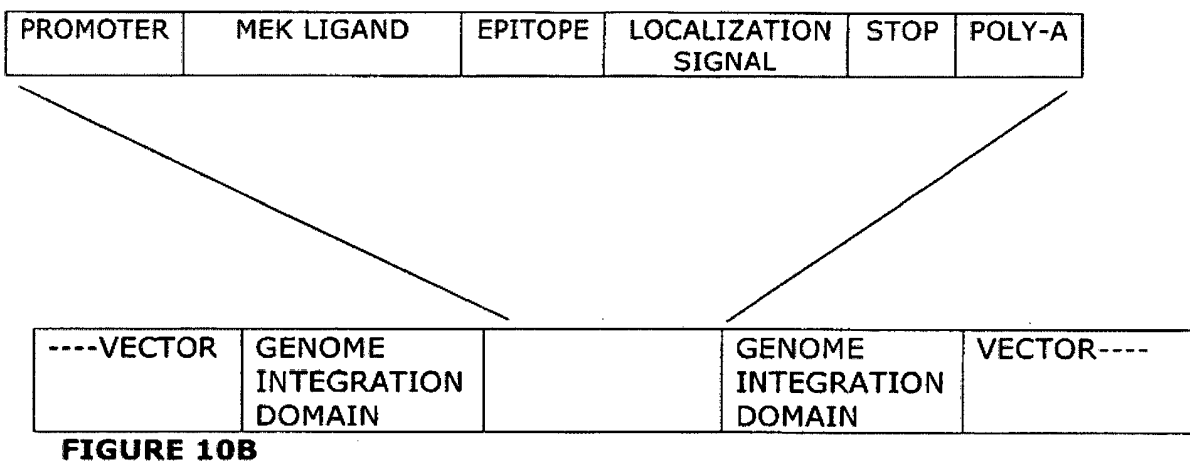 PROMOTER MEK LIGAND EPITOPE LOCALIZATION SIGNAL STOP POLY-A
----VECTOR GENOME INTEGRATION DOMAIN GENOME INTEGRATION DOMAIN VECTOR----
FIGURE 10B